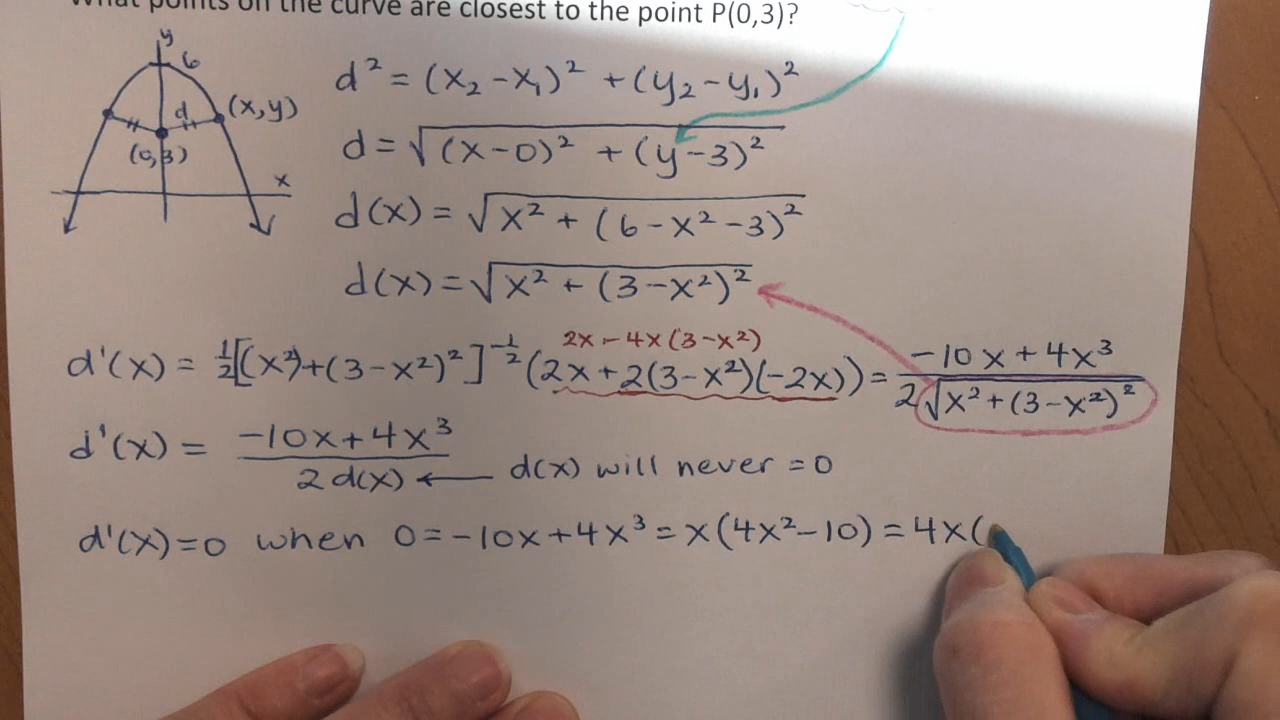 What points on the curve are closest to the point P(0,3)?
y
6
d
(x,y)
(0,3)
x
d² = (x₂-x₁)² + (y₂-y₁)²
d = √((x-0)² + (y-3)²)
d(x) = √(x² + (6-x²-3)²)
d(x) = √(x² + (3-x²)²)
2x - 4x(3-x²)
d'(x) = ½[(x²)+(3-x²)²]^(-½) (2x+2(3-x²)(-2x)) = (-10x+4x³)/(2√(x²+(3-x²)²))
d'(x) = (-10x+4x³)/(2d(x)) ← d(x) will never = 0
d'(x)=0 when 0=-10x+4x³=x(4x²-10)=4x(